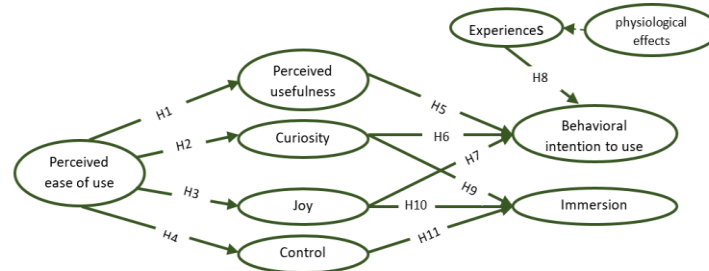 physiological
effects
Experiences
H8
Perceived
usefulness
H1
H5
Behavioral
intention to use
Curiosity
H2
H6
Perceived
ease of use
H7
H3
H9
Joy
H10
Immersion
H4
Control
H11